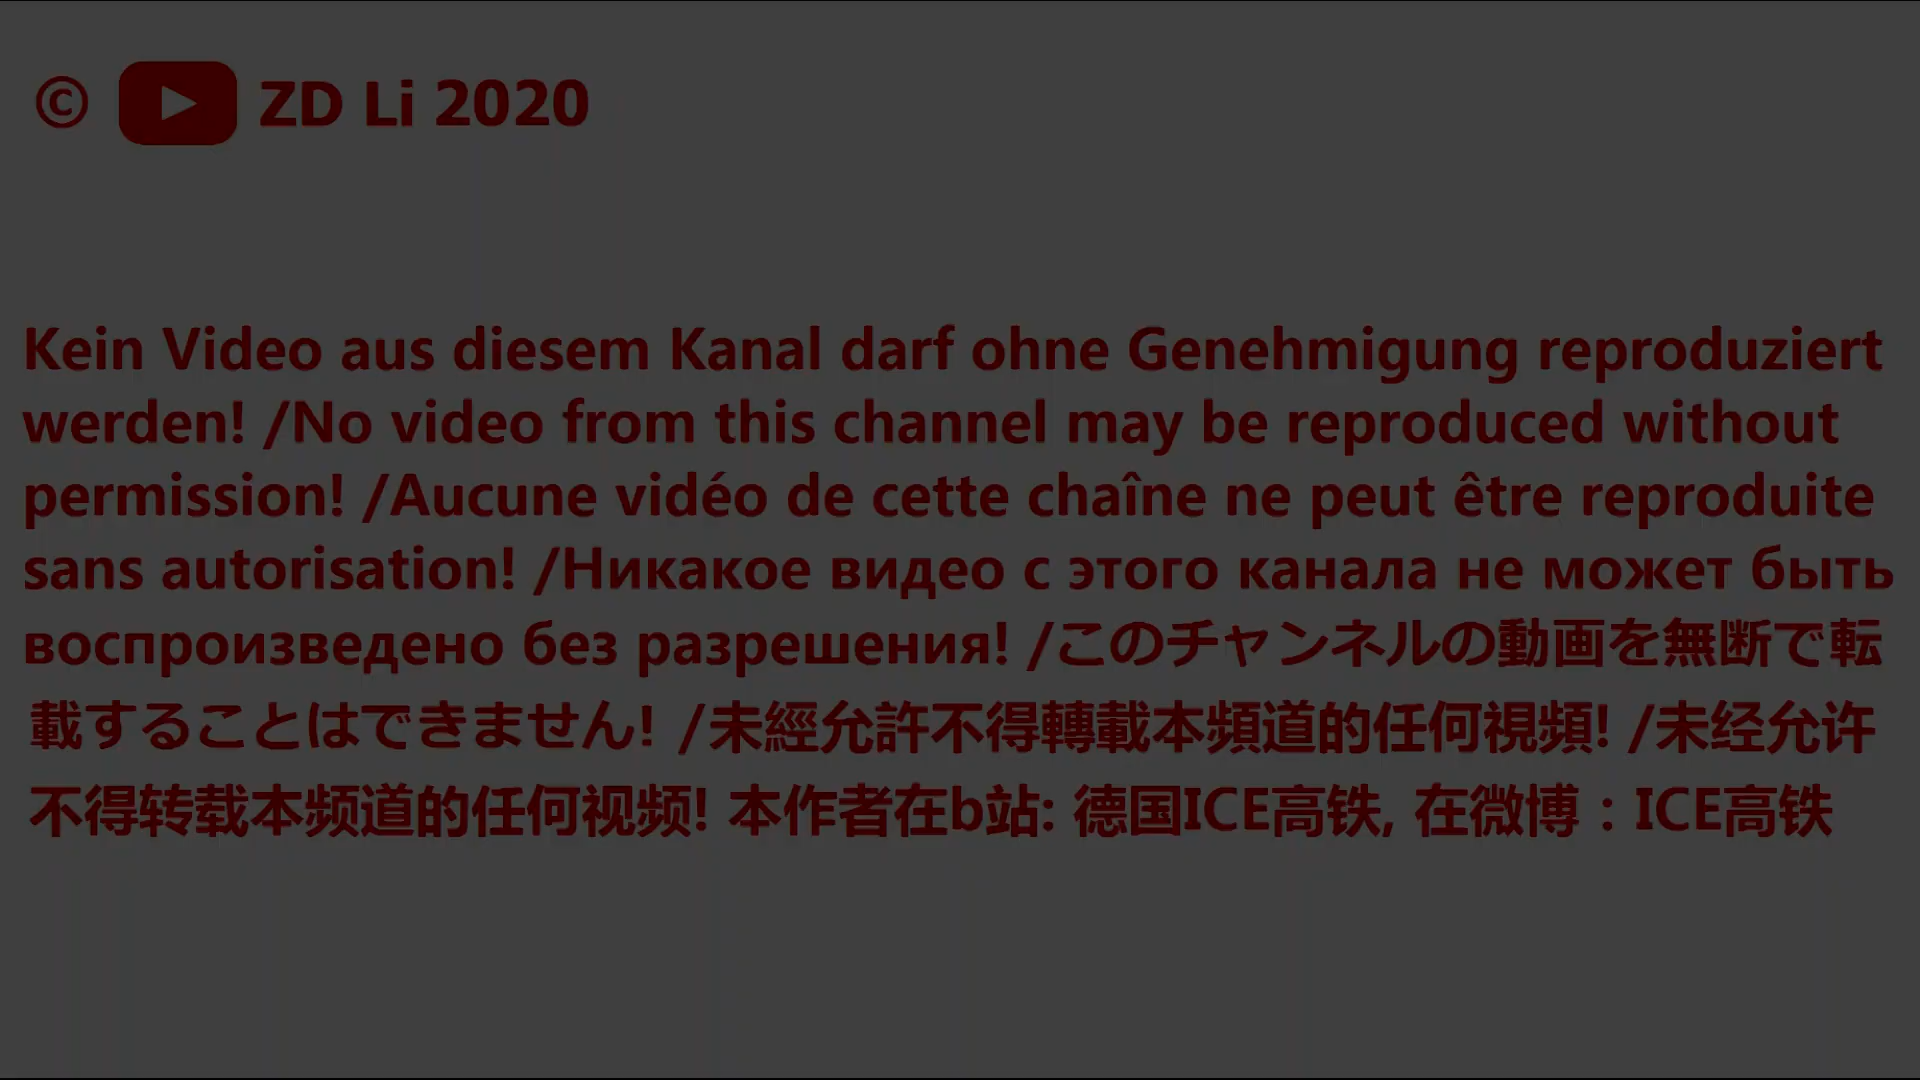 © ZD Li 2020
Kein Video aus diesem Kanal darf ohne Genehmigung reproduziert
werden! /No video from this channel may be reproduced without
permission! /Aucune vidéo de cette chaîne ne peut être reproduite
sans autorisation! /Никакое видео с этого канала не может быть
воспроизведено без разрешения! /このチャンネルの動画を無断で転
載することはできません! /未經允許不得轉載本頻道的任何視頻! /未经允许
不得转载本频道的任何视频! 本作者在b站: 德国ICE高铁, 在微博：ICE高铁